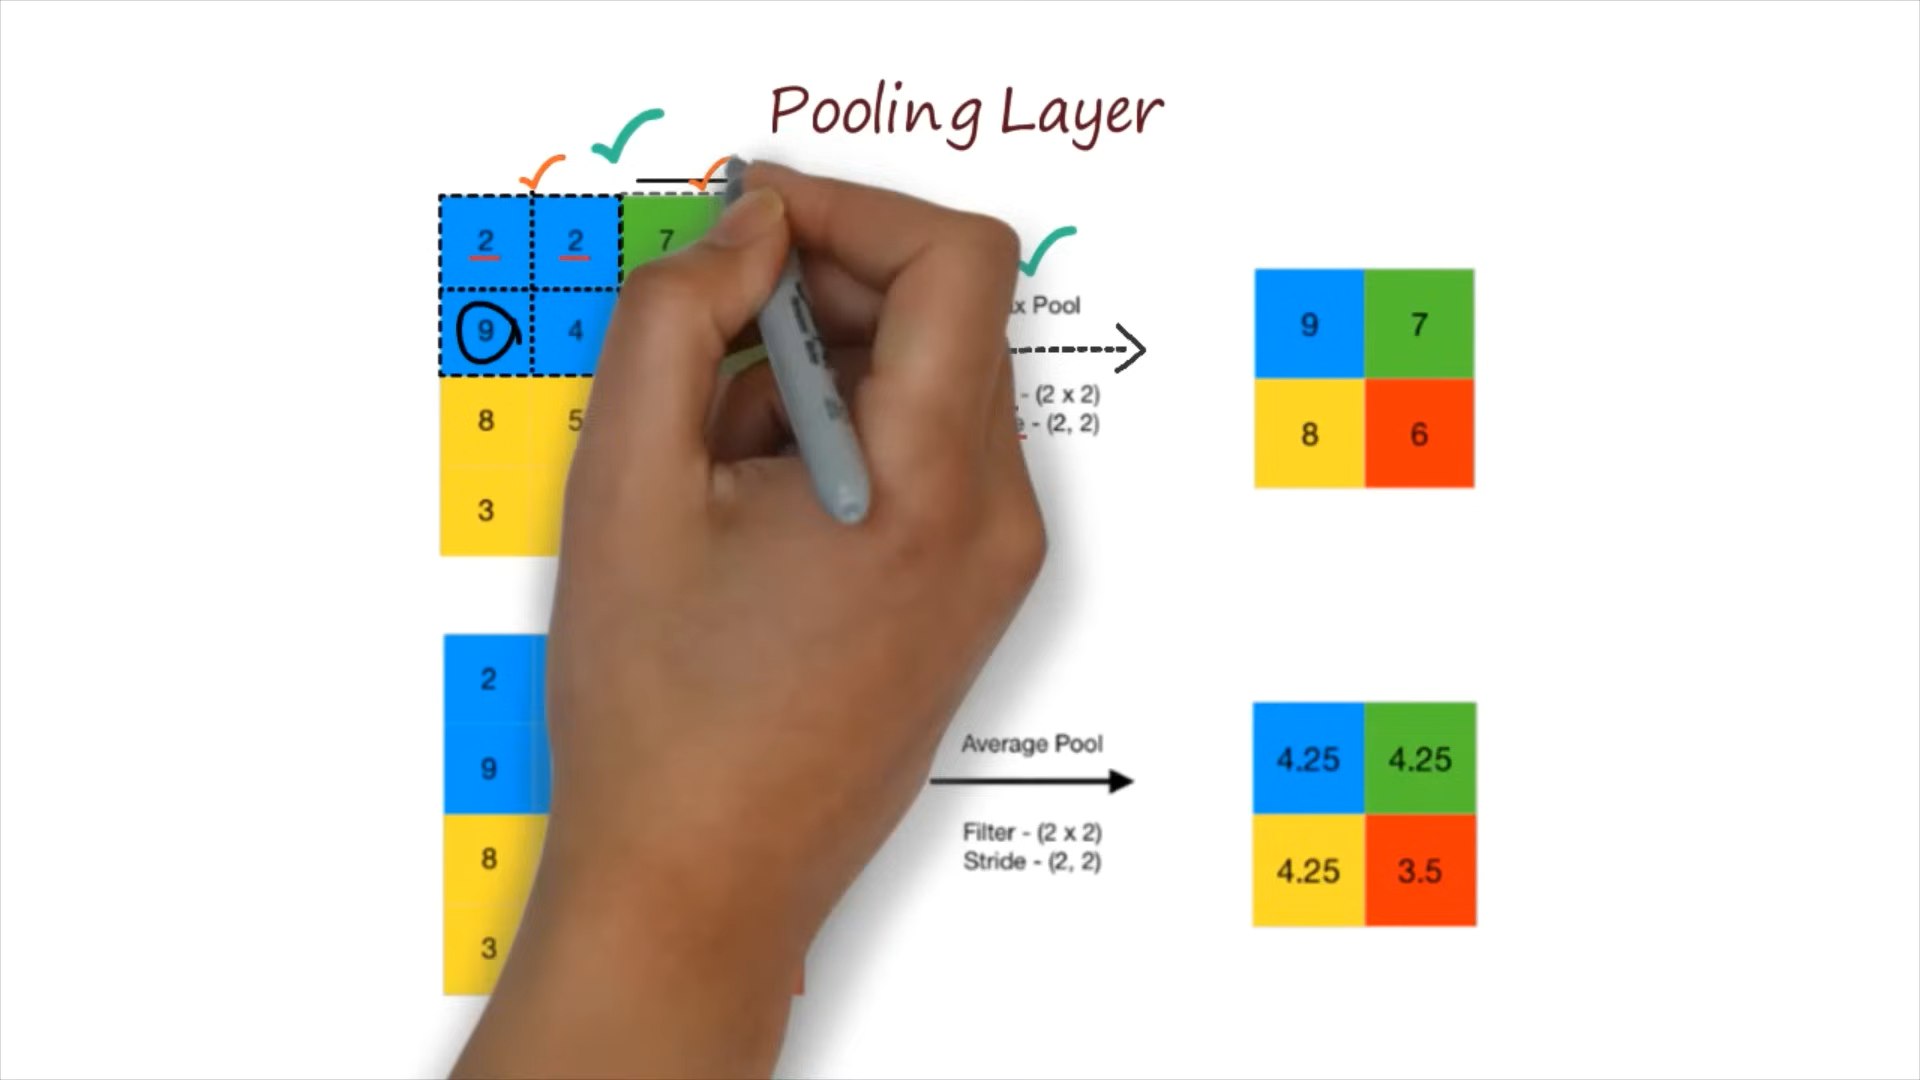 Pooling Layer
2 2 7
9 4
8 5
3
Pool
- (2 x 2)
- (2, 2)
9 7
8 6
2
9
8
3
Average Pool
Filter - (2 x 2)
Stride - (2, 2)
4.25 4.25
4.25 3.5